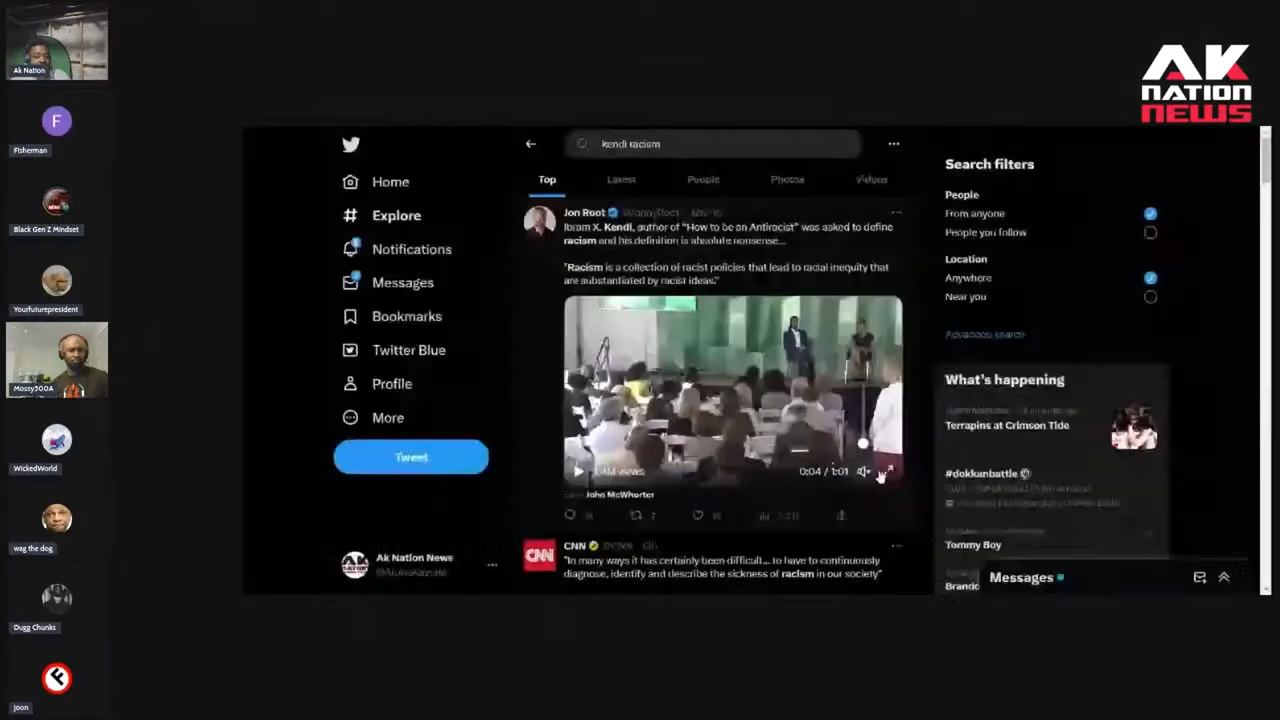 Ak Nation
F
Fisherman
Black Gen Z Mindset
Yourfuturepresident
Mossy500A
WickedWorld
wag the dog
Dugg Chunks
joon
AK
NATION
NEWS
Home
Explore
Notifications
Messages
Bookmarks
Twitter Blue
Profile
More
Tweet
Ak Nation News
kendi racism
Top
Latest
People
Photos
Videos
Jon Root
Ibram X. Kendi, author of "How to be an Antiracist" was asked to define
racism and his definition is absolute nonsense...
"Racism is a collection of racist policies that lead to racial inequity that
are substantiated by racist ideas."
views
0:04 / 1:01
John McWhorter
CNN
CNN
"In many ways it has certainly been difficult... to have to continuously
diagnose, identify and describe the sickness of racism in our society"
Search filters
People
From anyone
People you follow
Location
Anywhere
Near you
Advanced search
What's happening
Terrapins at Crimson Tide
#dokkanbattle
Tommy Boy
Brando
Messages